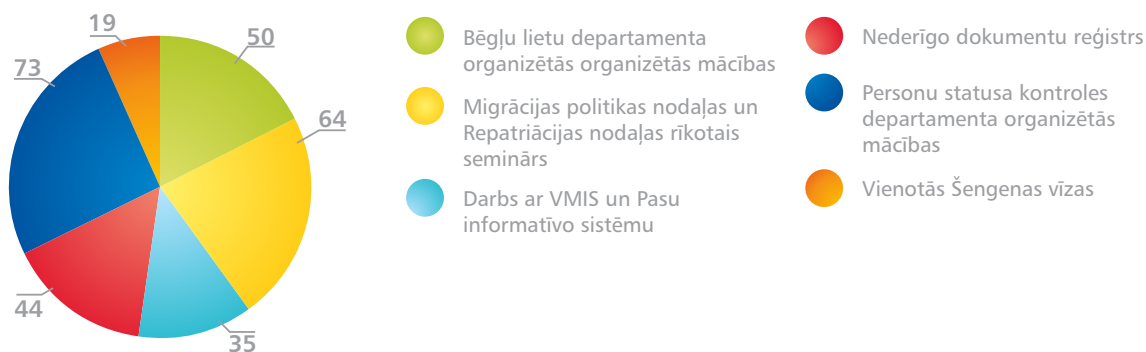 19
50
73
64
44
35
Bēgļu lietu departamenta
organizētās organizētās mācības
Migrācijas politikas nodaļas un
Repatriācijas nodaļas rīkotais
seminārs
Darbs ar VMIS un Pasu
informatīvo sistēmu
Nederīgo dokumentu reģistrs
Personu statusa kontroles
departamenta organizētās
mācības
Vienotās Šengenas vīzas